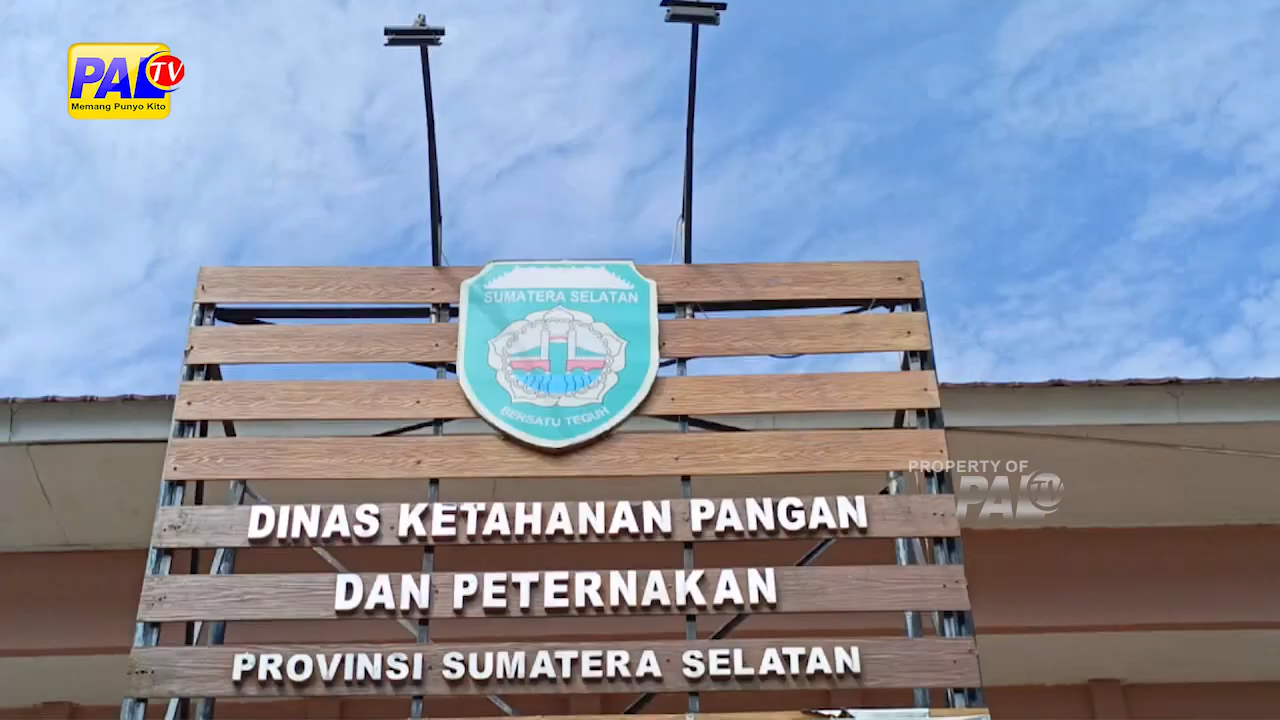 PAL TV
Memang Punyo Kito
SUMATERA SELATAN
BERSATU TEGUH
PROPERTY OF
PAL TV
DINAS KETAHANAN PANGAN
DAN PETERNAKAN
PROVINSI SUMATERA SELATAN